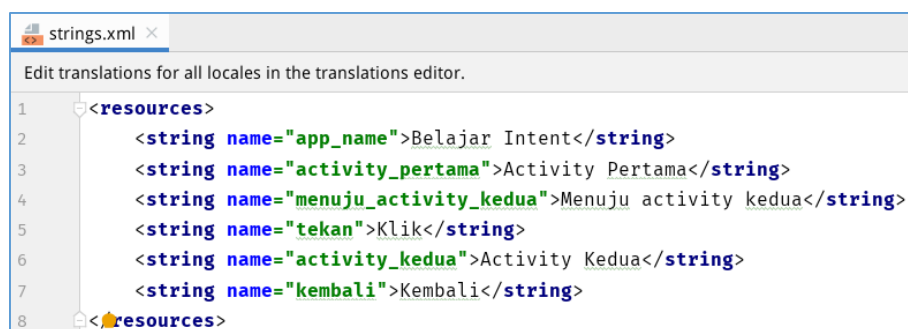 strings.xml
Edit translations for all locales in the translations editor.
1 <resources>
2 <string name="app_name">Belajar Intent</string>
3 <string name="activity_pertama">Activity Pertama</string>
4 <string name="menuju_activity_kedua">Menuju activity kedua</string>
5 <string name="tekan">Klik</string>
6 <string name="activity_kedua">Activity Kedua</string>
7 <string name="kembali">Kembali</string>
8 </resources>